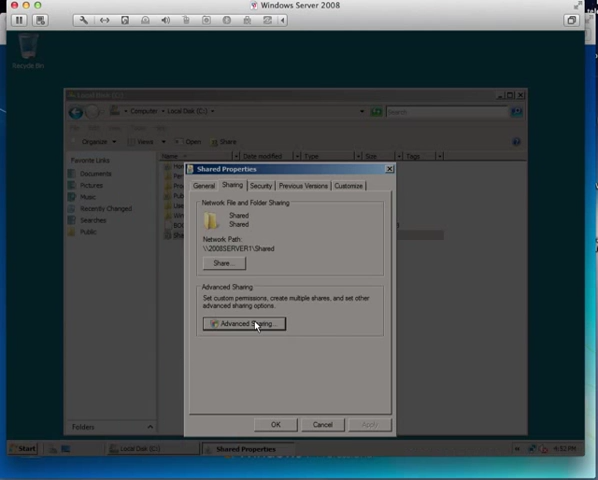 Windows Server 2008
Recycle Bin
Local Disk (C:)
Computer
Local Disk (C:)
Search
Organize
Views
Open
Share
Favorite Links
Name
Date modified
Type
Size
Tags
Documents
Pictures
Music
Recently Changed
Searches
Public
Folders
Shared Properties
General
Sharing
Security
Previous Versions
Customize
Network File and Folder Sharing
Shared
Shared
Network Path:
\\2008SERVER1\Shared
Share...
Advanced Sharing
Set custom permissions, create multiple shares, and set other
advanced sharing options.
Advanced Sharing...
OK
Cancel
Apply
Start
Local Disk (C:)
Shared Properties
4:52 PM